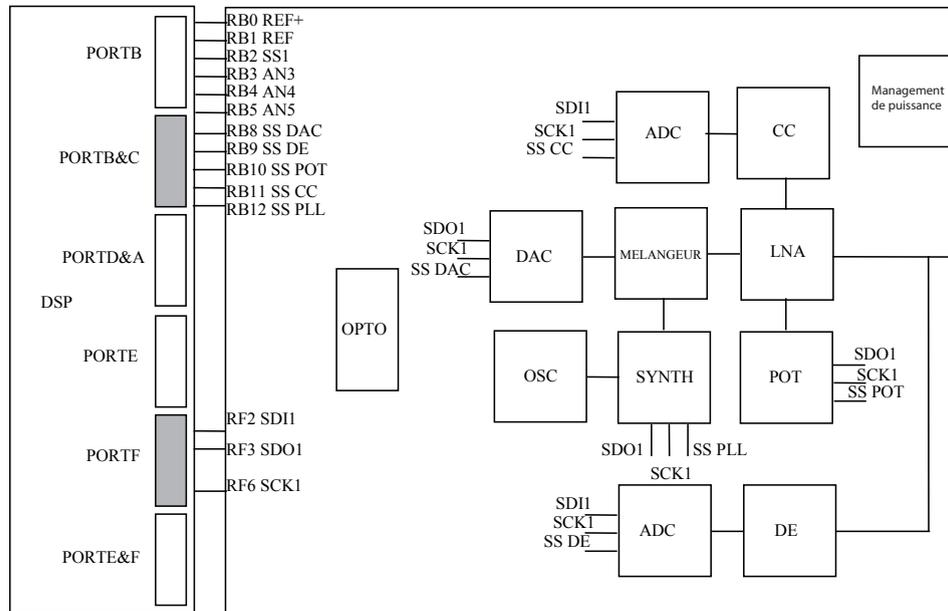 PORTB
PORTB&C
PORTD&A
DSP
PORTE
PORTF
PORTE&F
RB0 REF+
RB1 REF
RB2 SS1
RB3 AN3
RB4 AN4
RB5 AN5
RB8 SS DAC
RB9 SS DE
RB10 SS POT
RB11 SS CC
RB12 SS PLL
RF2 SDI1
RF3 SDO1
RF6 SCK1
OPTO
Management
de puissance
SDI1
SCK1
SS CC
ADC
CC
SDO1
SCK1
SS DAC
DAC
MELANGEUR
LNA
OSC
SYNTH
POT
SDO1
SCK1
SS POT
SDO1
SS PLL
SCK1
SDI1
SCK1
SS DE
ADC
DE